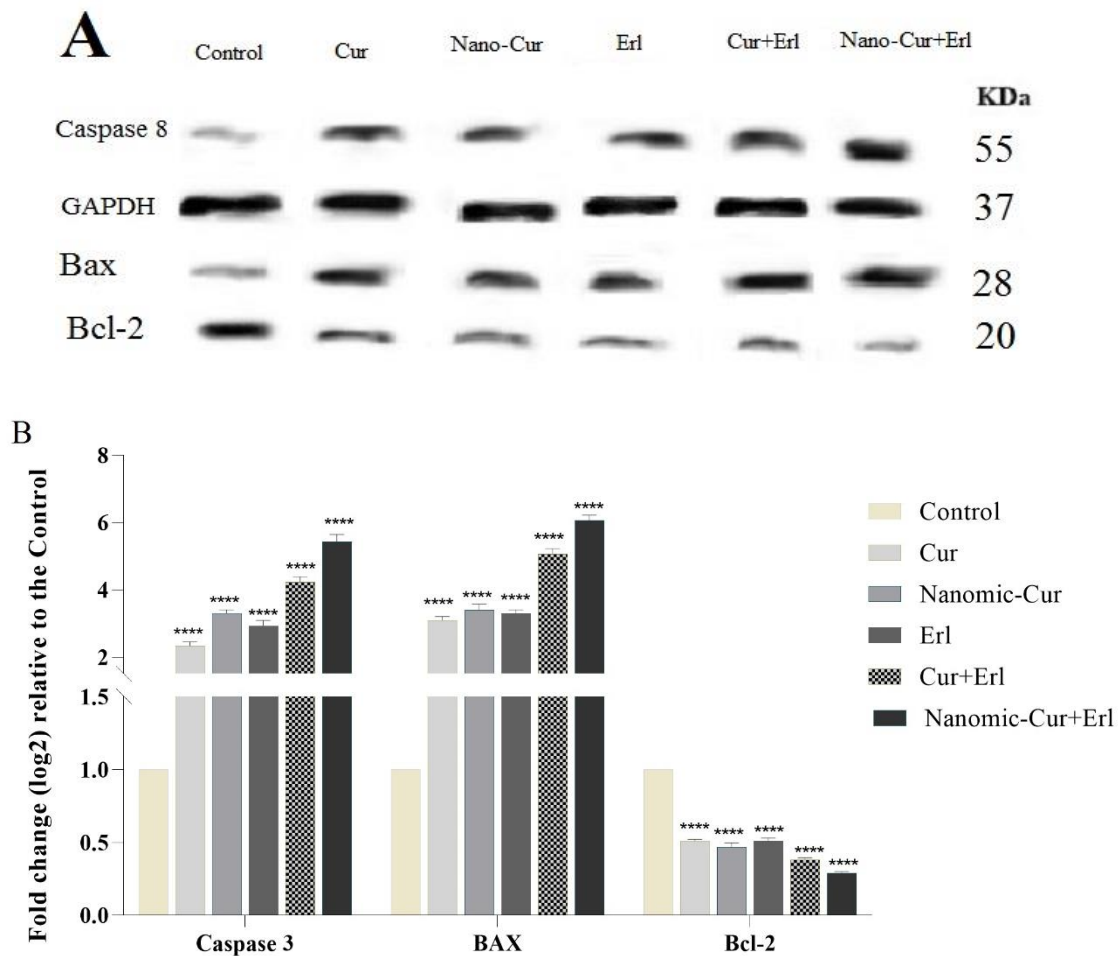 A
Control Cur Nano-Cur Erl Cur+Erl Nano-Cur+Erl
KDa
Caspase 8 55
GAPDH 37
Bax 28
Bcl-2 20
B
Fold change (log2) relative to the Control
8
6
4
2
1.5
1.0
0.5
0.0
**** **** **** **** ****
**** **** **** **** ****
**** **** **** **** ****
Caspase 3 BAX Bcl-2
Control
Cur
Nanomic-Cur
Erl
Cur+Erl
Nanomic-Cur+Erl